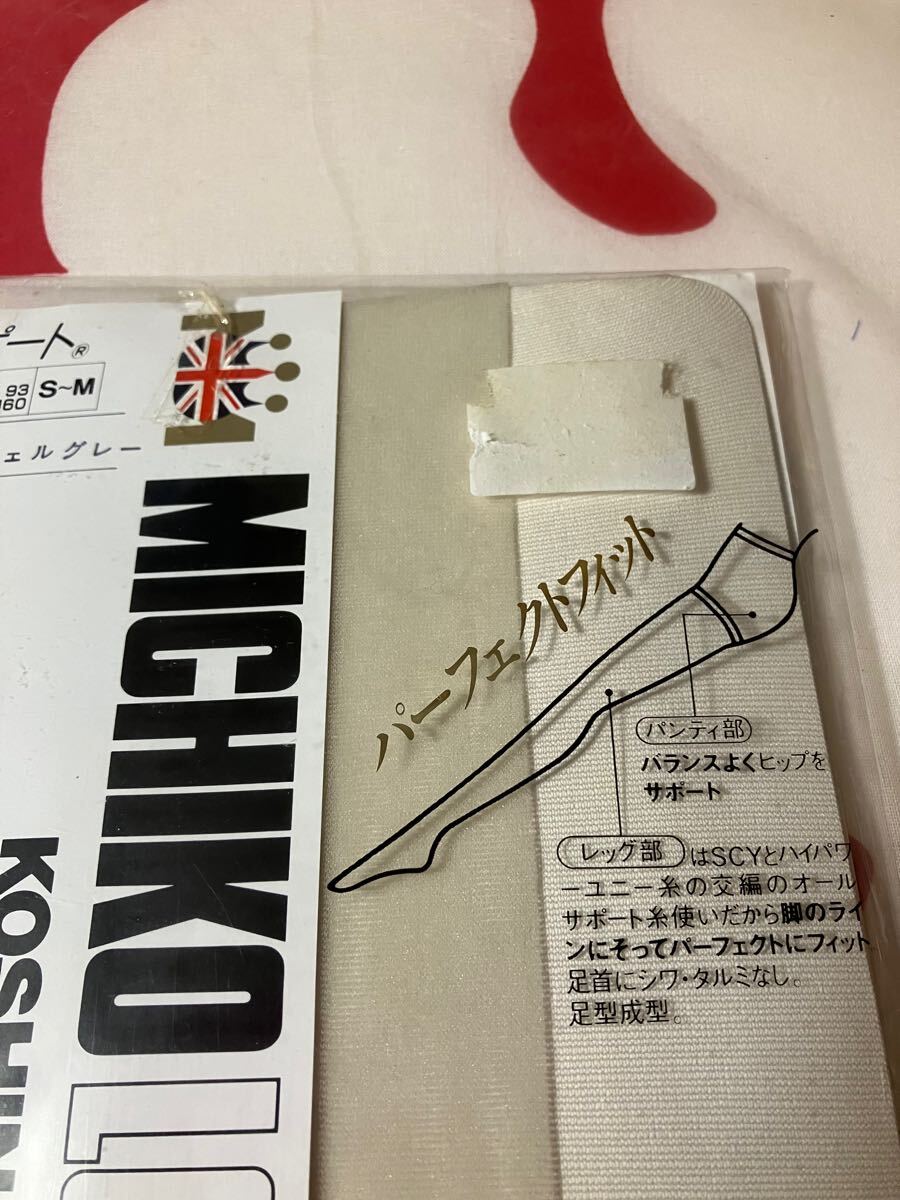 ポート®
93
160
S~M
ェルグレー
MICHIKO
KOSHIN
パーフェクトフィット
パンティ部
バランスよくヒップを
サポート
レッグ部 はSCYとハイパワ
ーユニー糸の交編のオール
サポート糸使いだから脚のライ
ンにそってパーフェクトにフィット
足首にシワ・タルミなし。
足型成型。